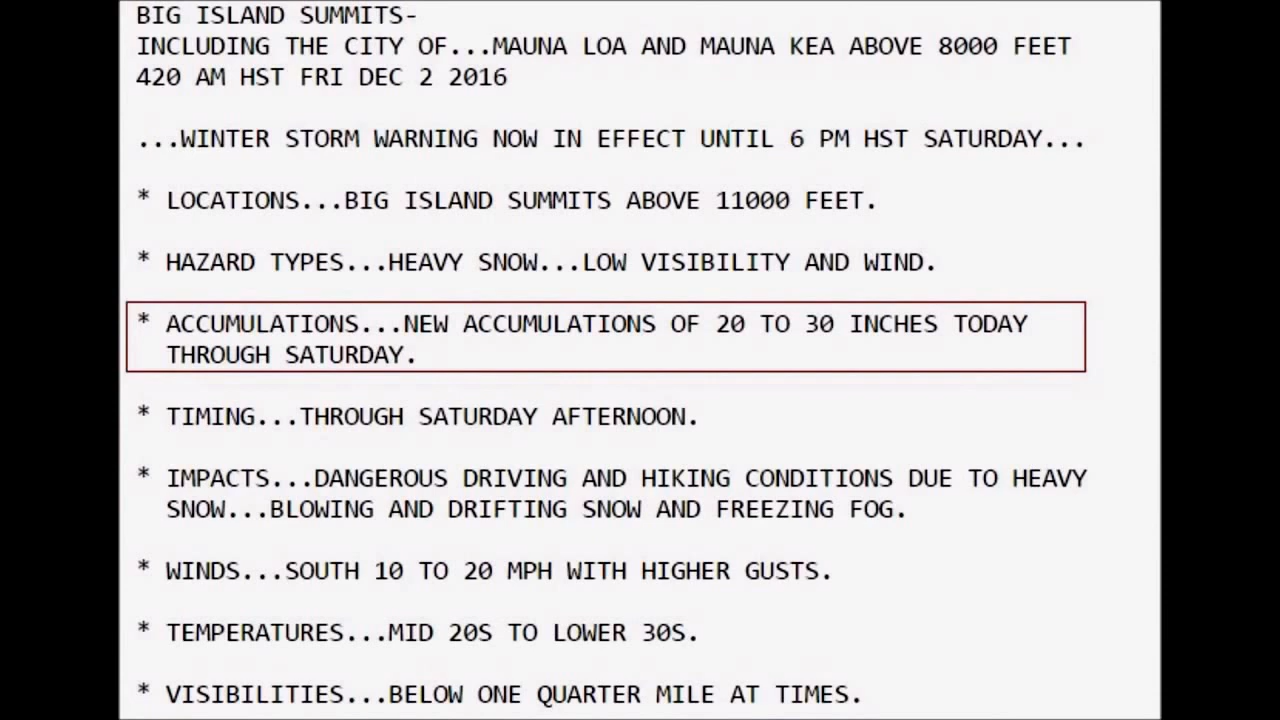 BIG ISLAND SUMMITS-
INCLUDING THE CITY OF...MAUNA LOA AND MAUNA KEA ABOVE 8000 FEET
420 AM HST FRI DEC 2 2016
...WINTER STORM WARNING NOW IN EFFECT UNTIL 6 PM HST SATURDAY...
* LOCATIONS...BIG ISLAND SUMMITS ABOVE 11000 FEET.
* HAZARD TYPES...HEAVY SNOW...LOW VISIBILITY AND WIND.
* ACCUMULATIONS...NEW ACCUMULATIONS OF 20 TO 30 INCHES TODAY
THROUGH SATURDAY.
* TIMING...THROUGH SATURDAY AFTERNOON.
* IMPACTS...DANGEROUS DRIVING AND HIKING CONDITIONS DUE TO HEAVY
SNOW...BLOWING AND DRIFTING SNOW AND FREEZING FOG.
* WINDS...SOUTH 10 TO 20 MPH WITH HIGHER GUSTS.
* TEMPERATURES...MID 20S TO LOWER 30S.
* VISIBILITIES...BELOW ONE QUARTER MILE AT TIMES.